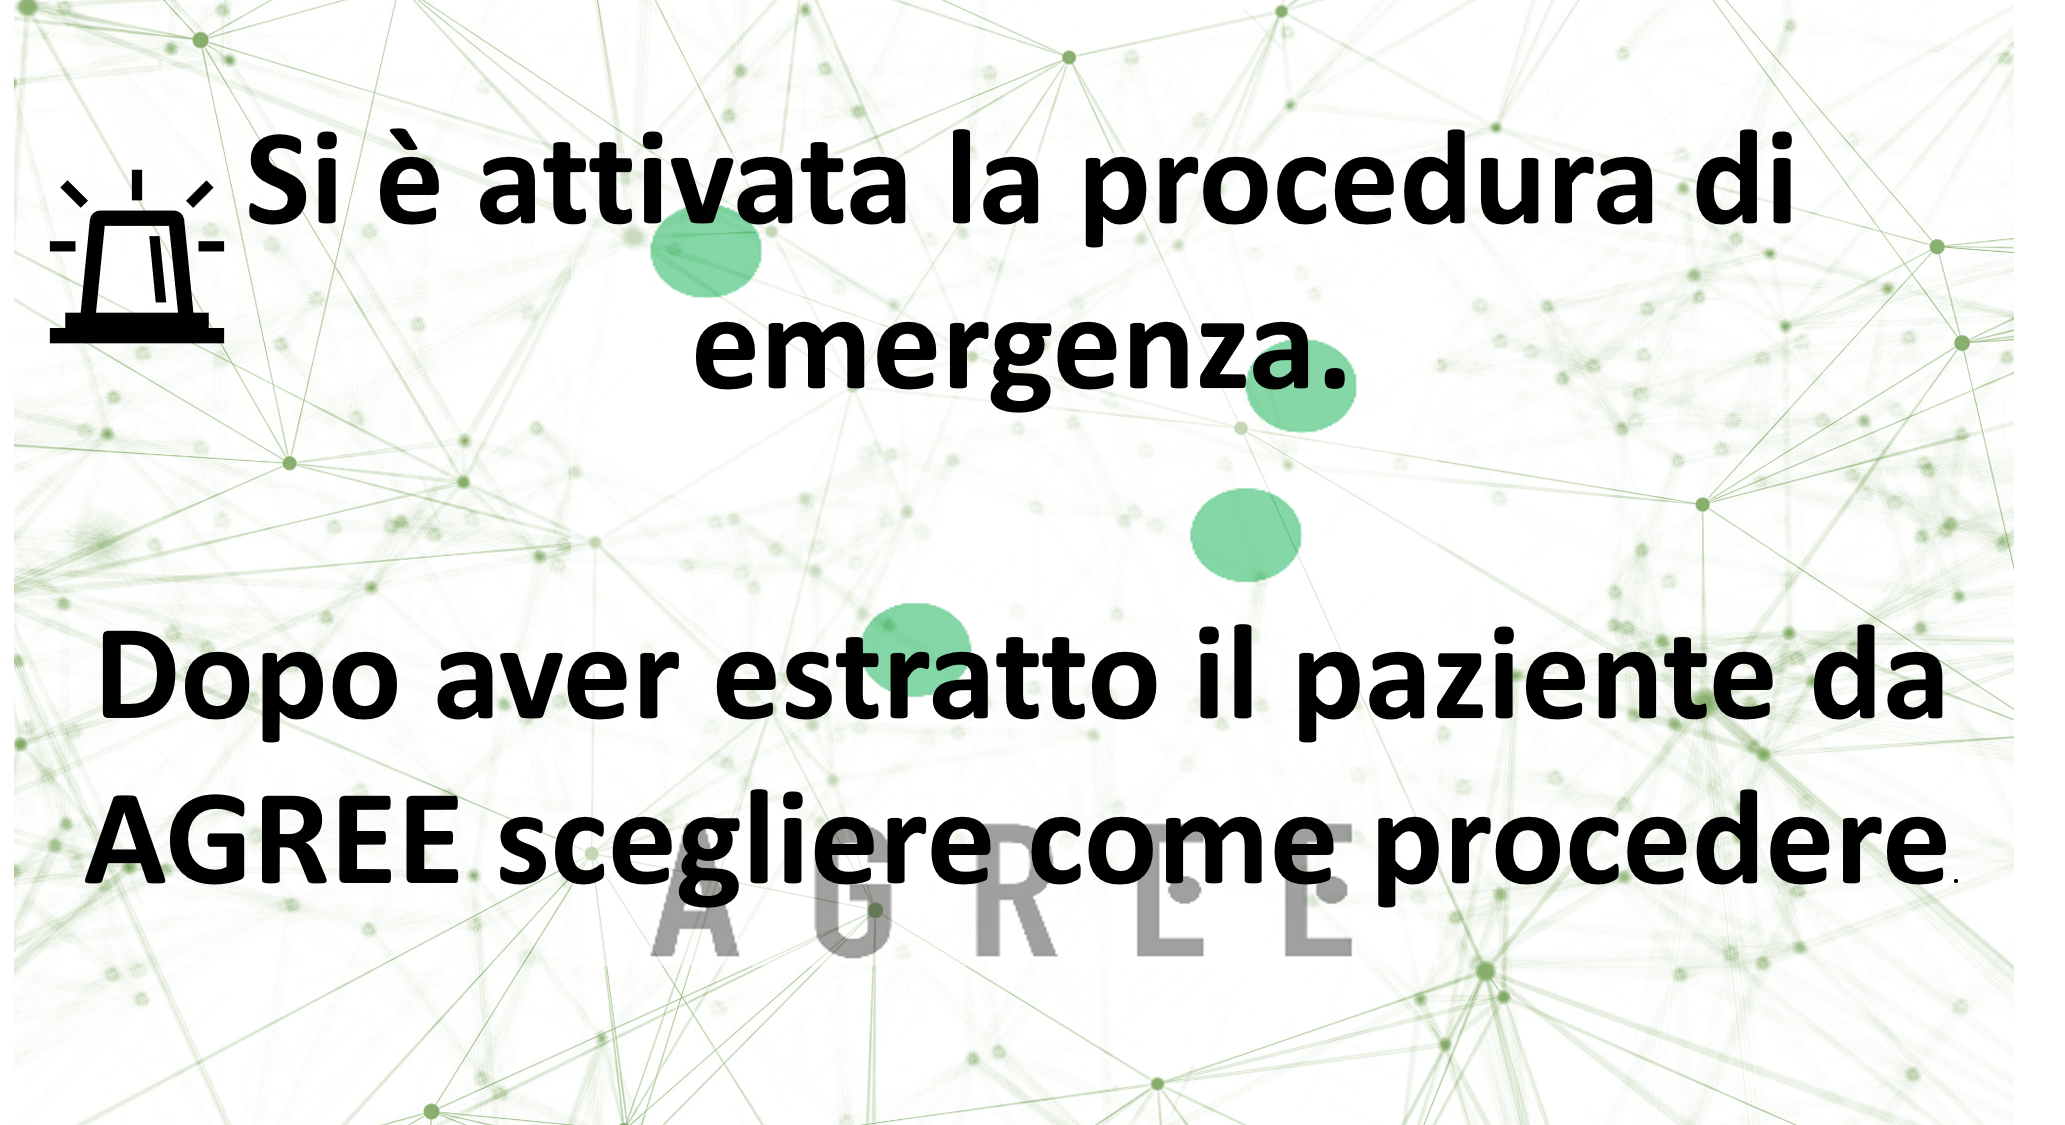 Si è attivata la procedura di
emergenza.
Dopo aver estratto il paziente da
AGREE scegliere come procedere.
AGREE